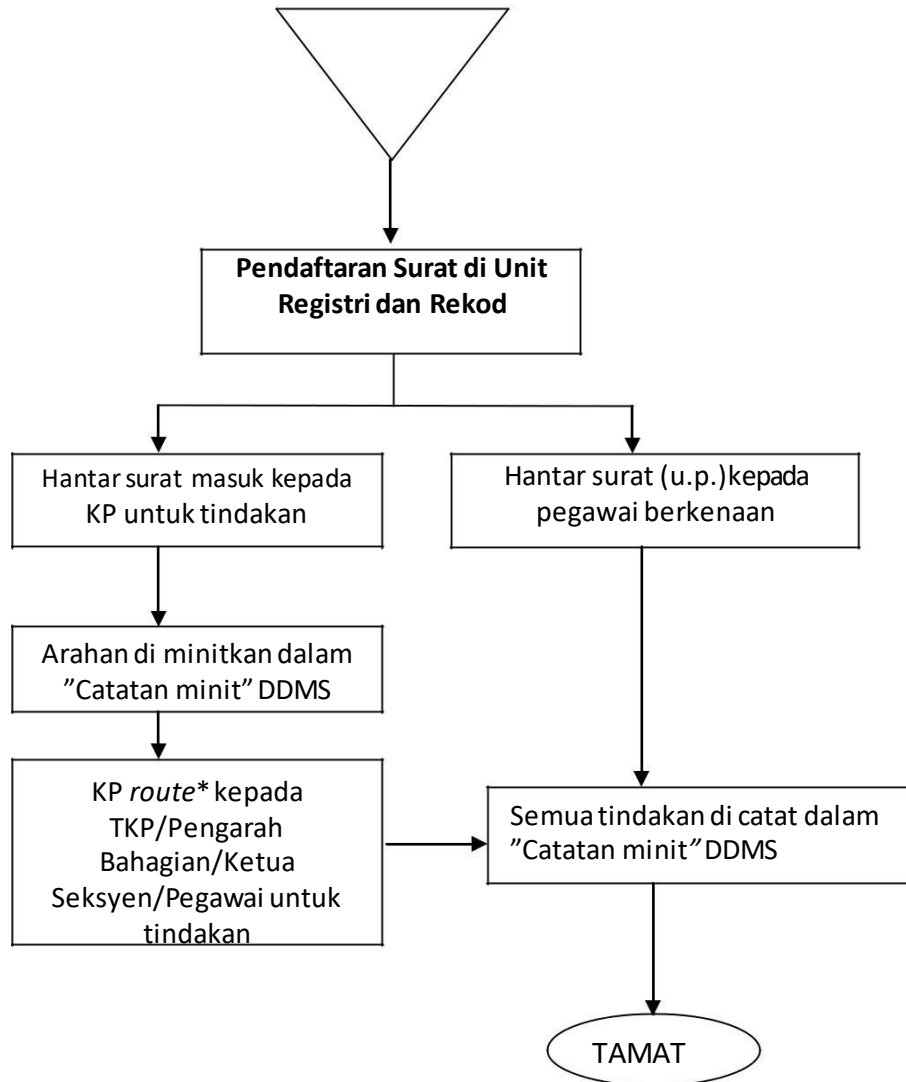 Pendaftaran Surat di Unit
Registri dan Rekod
Hantar surat masuk kepada
KP untuk tindakan
Hantar surat (u.p.)kepada
pegawai berkenaan
Arahan di minitkan dalam
”Catatan minit” DDMS
KP route* kepada
TKP/Pengarah
Bahagian/Ketua
Seksyen/Pegawai untuk
tindakan
Semua tindakan di catat dalam
”Catatan minit” DDMS
TAMAT